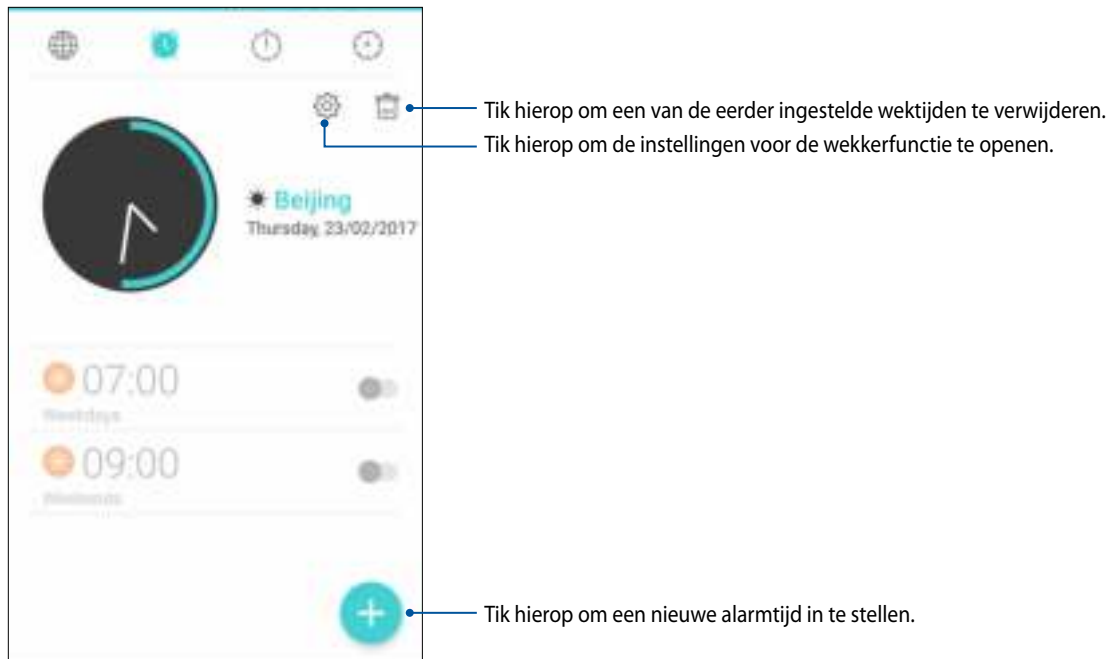 Tik hierop om een van de eerder ingestelde wektijden te verwijderen.
Tik hierop om de instellingen voor de wekkerfunctie te openen.
Beijing
Thursday, 23/02/2017
07:00
Weekdays
09:00
Weekends
Tik hierop om een nieuwe alarmtijd in te stellen.